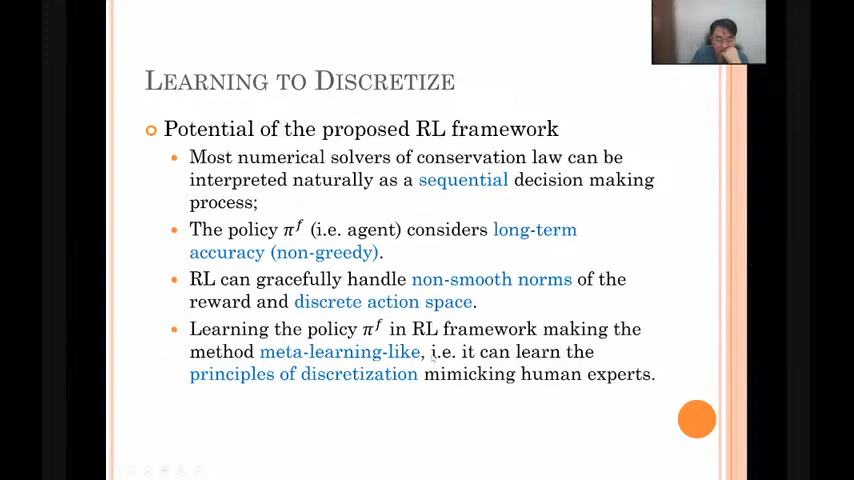 LEARNING TO DISCRETIZE
Potential of the proposed RL framework
Most numerical solvers of conservation law can be
interpreted naturally as a sequential decision making
process;
The policy π^f (i.e. agent) considers long-term
accuracy (non-greedy).
RL can gracefully handle non-smooth norms of the
reward and discrete action space.
Learning the policy π^f in RL framework making the
method meta-learning-like, i.e. it can learn the
principles of discretization mimicking human experts.